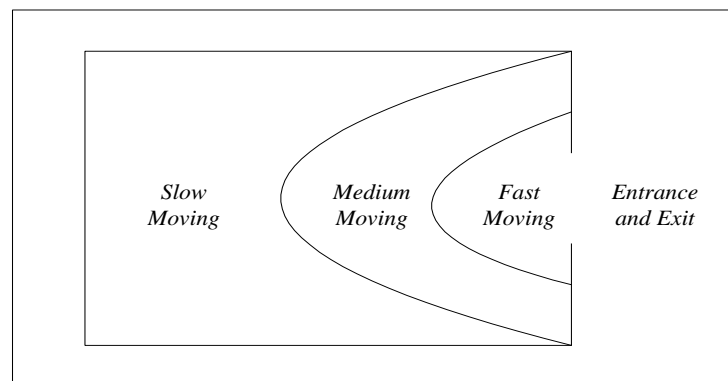 Slow
Moving
Medium
Moving
Fast
Moving
Entrance
and Exit